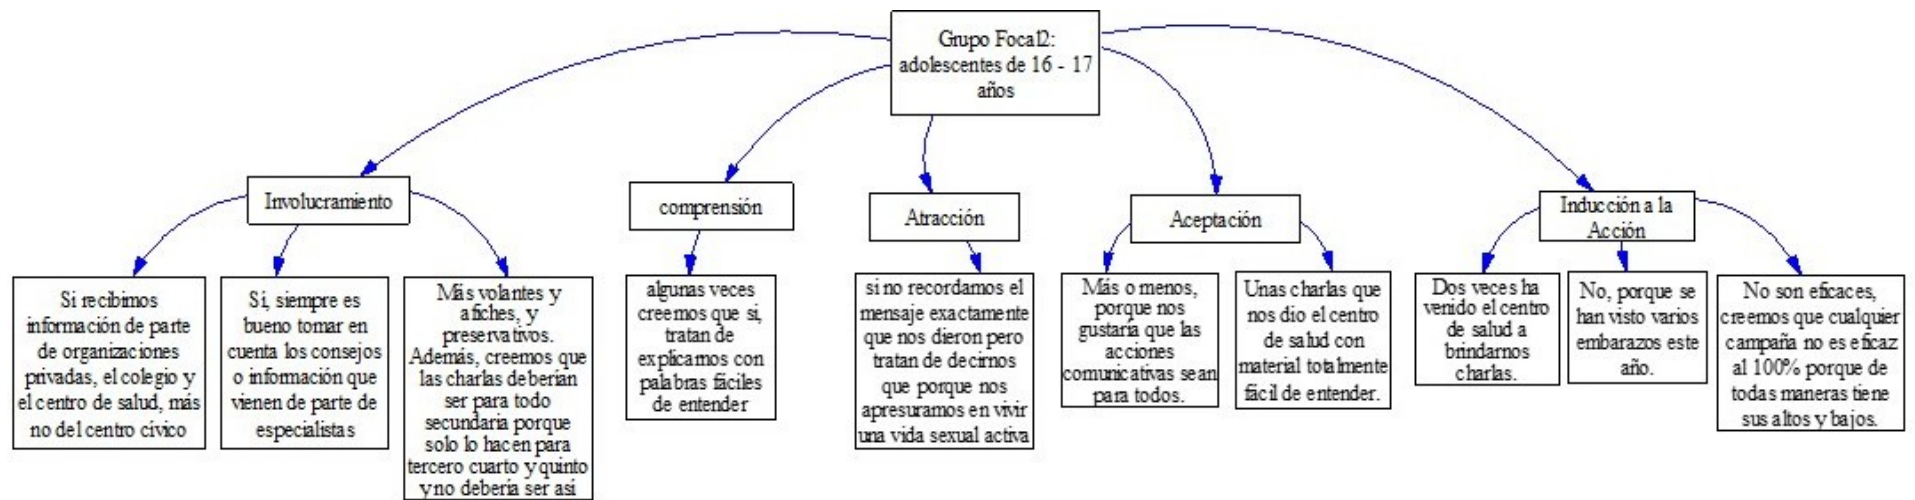 Grupo Focal2:
adolescentes de 16 - 17
años
Involucramiento
comprensión
Atracción
Aceptación
Inducción a la
Acción
Si recibimos
información de parte
de organizaciones
privadas, el colegio y
el centro de salud, más
no del centro cívico
Sí, siempre es
bueno tomar en
cuenta los consejos
o información que
vienen de parte de
especialistas
Más volantes y
afiches, y
preservativos.
Además, creemos que
las charlas deberían
ser para todo
secundaria porque
solo lo hacen para
tercero cuarto y quinto
y no debería ser así
algunas veces
creemos que si,
tratan de
explicarnos con
palabras fáciles
de entender
si no recordamos el
mensaje exactamente
que nos dieron pero
tratan de decirnos
que porque nos
apresuramos en vivir
una vida sexual activa
Más o menos,
porque nos
gustaría que las
acciones
comunicativas sean
para todos.
Unas charlas que
nos dio el centro
de salud con
material totalmente
fácil de entender.
Dos veces ha
venido el centro
de salud a
brindarnos
charlas.
No, porque se
han visto varios
embarazos este
año.
No son eficaces,
creemos que cualquier
campaña no es eficaz
al 100% porque de
todas maneras tiene
sus altos y bajos.